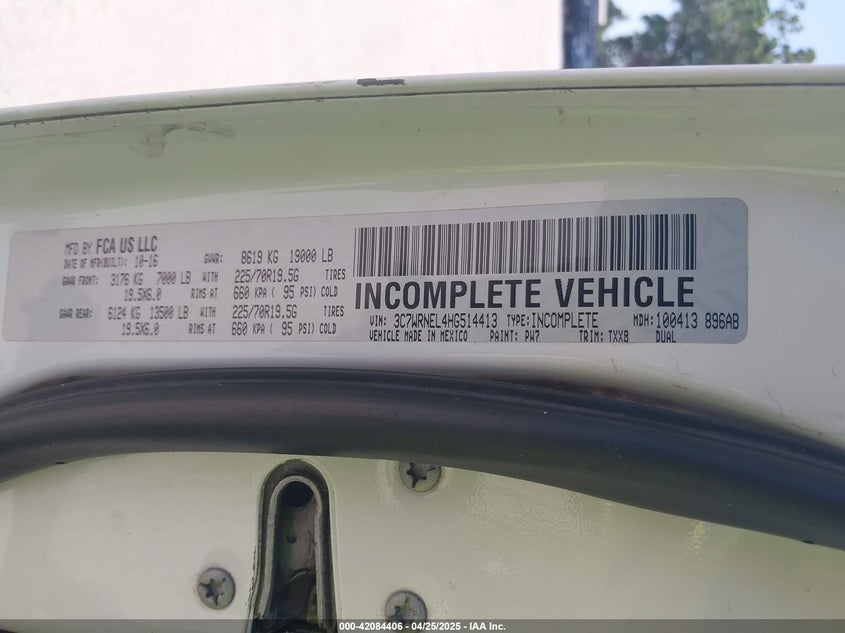 MFD BY FCA US LLC
DATE OF MFR(BUILT): 10-16 GVWR: 8619 KG 19000 LB
GAWR FRONT: 3176 KG 7000 LB WITH 225/70R19.5G TIRES
19.5X6.0 RIMS AT 660 KPA ( 95 PSI) COLD
GAWR REAR: 6124 KG 13500 LB WITH 225/70R19.5G TIRES
19.5X6.0 RIMS AT 660 KPA ( 95 PSI) COLD
INCOMPLETE VEHICLE
VIN: 3C7WRNEL4HG514413 TYPE: INCOMPLETE MDH: 100413 896AB
VEHICLE MADE IN MEXICO PAINT: PW7 TRIM: TXX8 DUAL
000-42084406 - 04/25/2025 - IAA Inc.